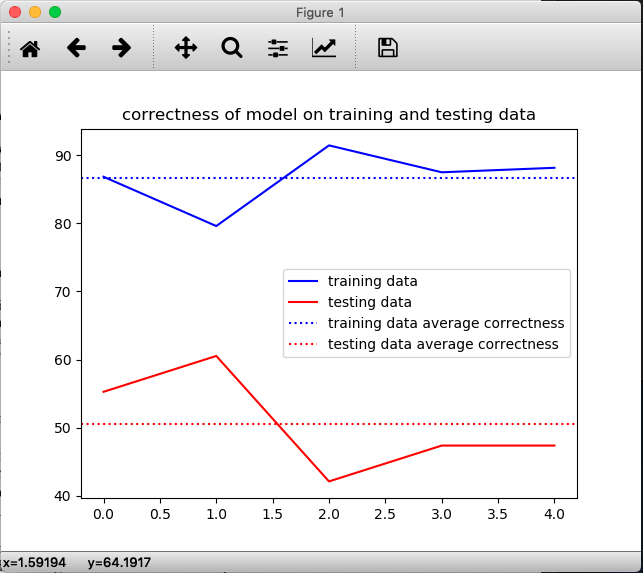 Figure 1
correctness of model on training and testing data
90
80
70
60
50
40
training data
testing data
training data average correctness
testing data average correctness
0.0 0.5 1.0 1.5 2.0 2.5 3.0 3.5 4.0
x=1.59194 y=64.1917